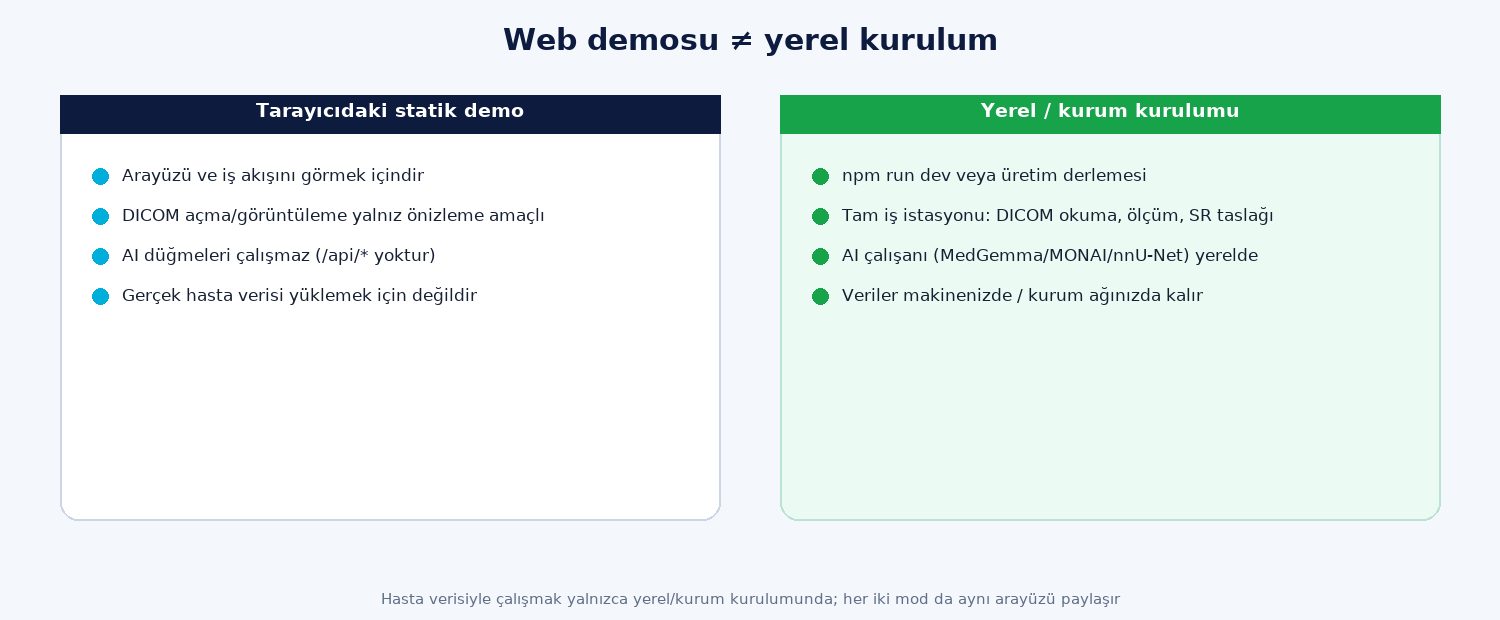 Web demosu ≠ yerel kurulum
Tarayıcıdaki statik demo
Arayüzü ve iş akışını görmek içindir
DICOM açma/görüntüleme yalnız önizleme amaçlı
AI düğmeleri çalışmaz (/api/* yoktur)
Gerçek hasta verisi yüklemek için değildir
Yerel / kurum kurulumu
npm run dev veya üretim derlemesi
Tam iş istasyonu: DICOM okuma, ölçüm, SR taslağı
AI çalışanı (MedGemma/MONAI/nnU-Net) yerelde
Veriler makinenizde / kurum ağınızda kalır
Hasta verisiyle çalışmak yalnızca yerel/kurum kurulumunda; her iki mod da aynı arayüzü paylaşır